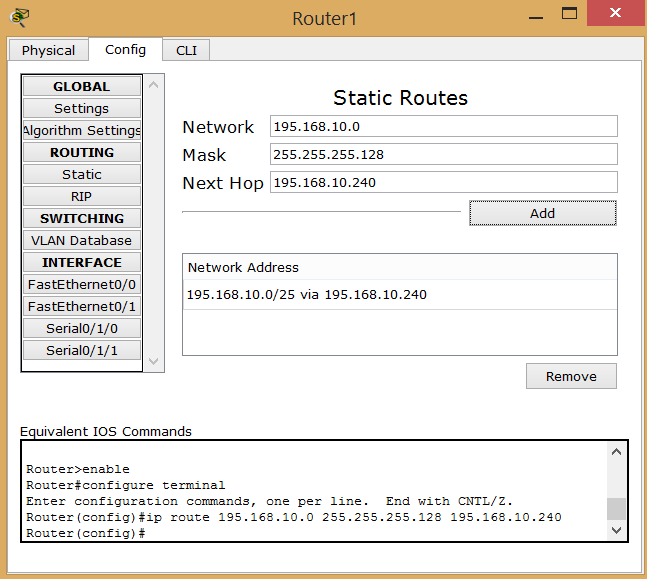 Router1
Physical
Config
CLI
GLOBAL
Settings
Algorithm Settings
ROUTING
Static
RIP
SWITCHING
VLAN Database
INTERFACE
FastEthernet0/0
FastEthernet0/1
Serial0/1/0
Serial0/1/1
Static Routes
Network 195.168.10.0
Mask 255.255.255.128
Next Hop 195.168.10.240
Add
Network Address
195.168.10.0/25 via 195.168.10.240
Remove
Equivalent IOS Commands
Router>enable
Router#configure terminal
Enter configuration commands, one per line.  End with CNTL/Z.
Router(config)#ip route 195.168.10.0 255.255.255.128 195.168.10.240
Router(config)#